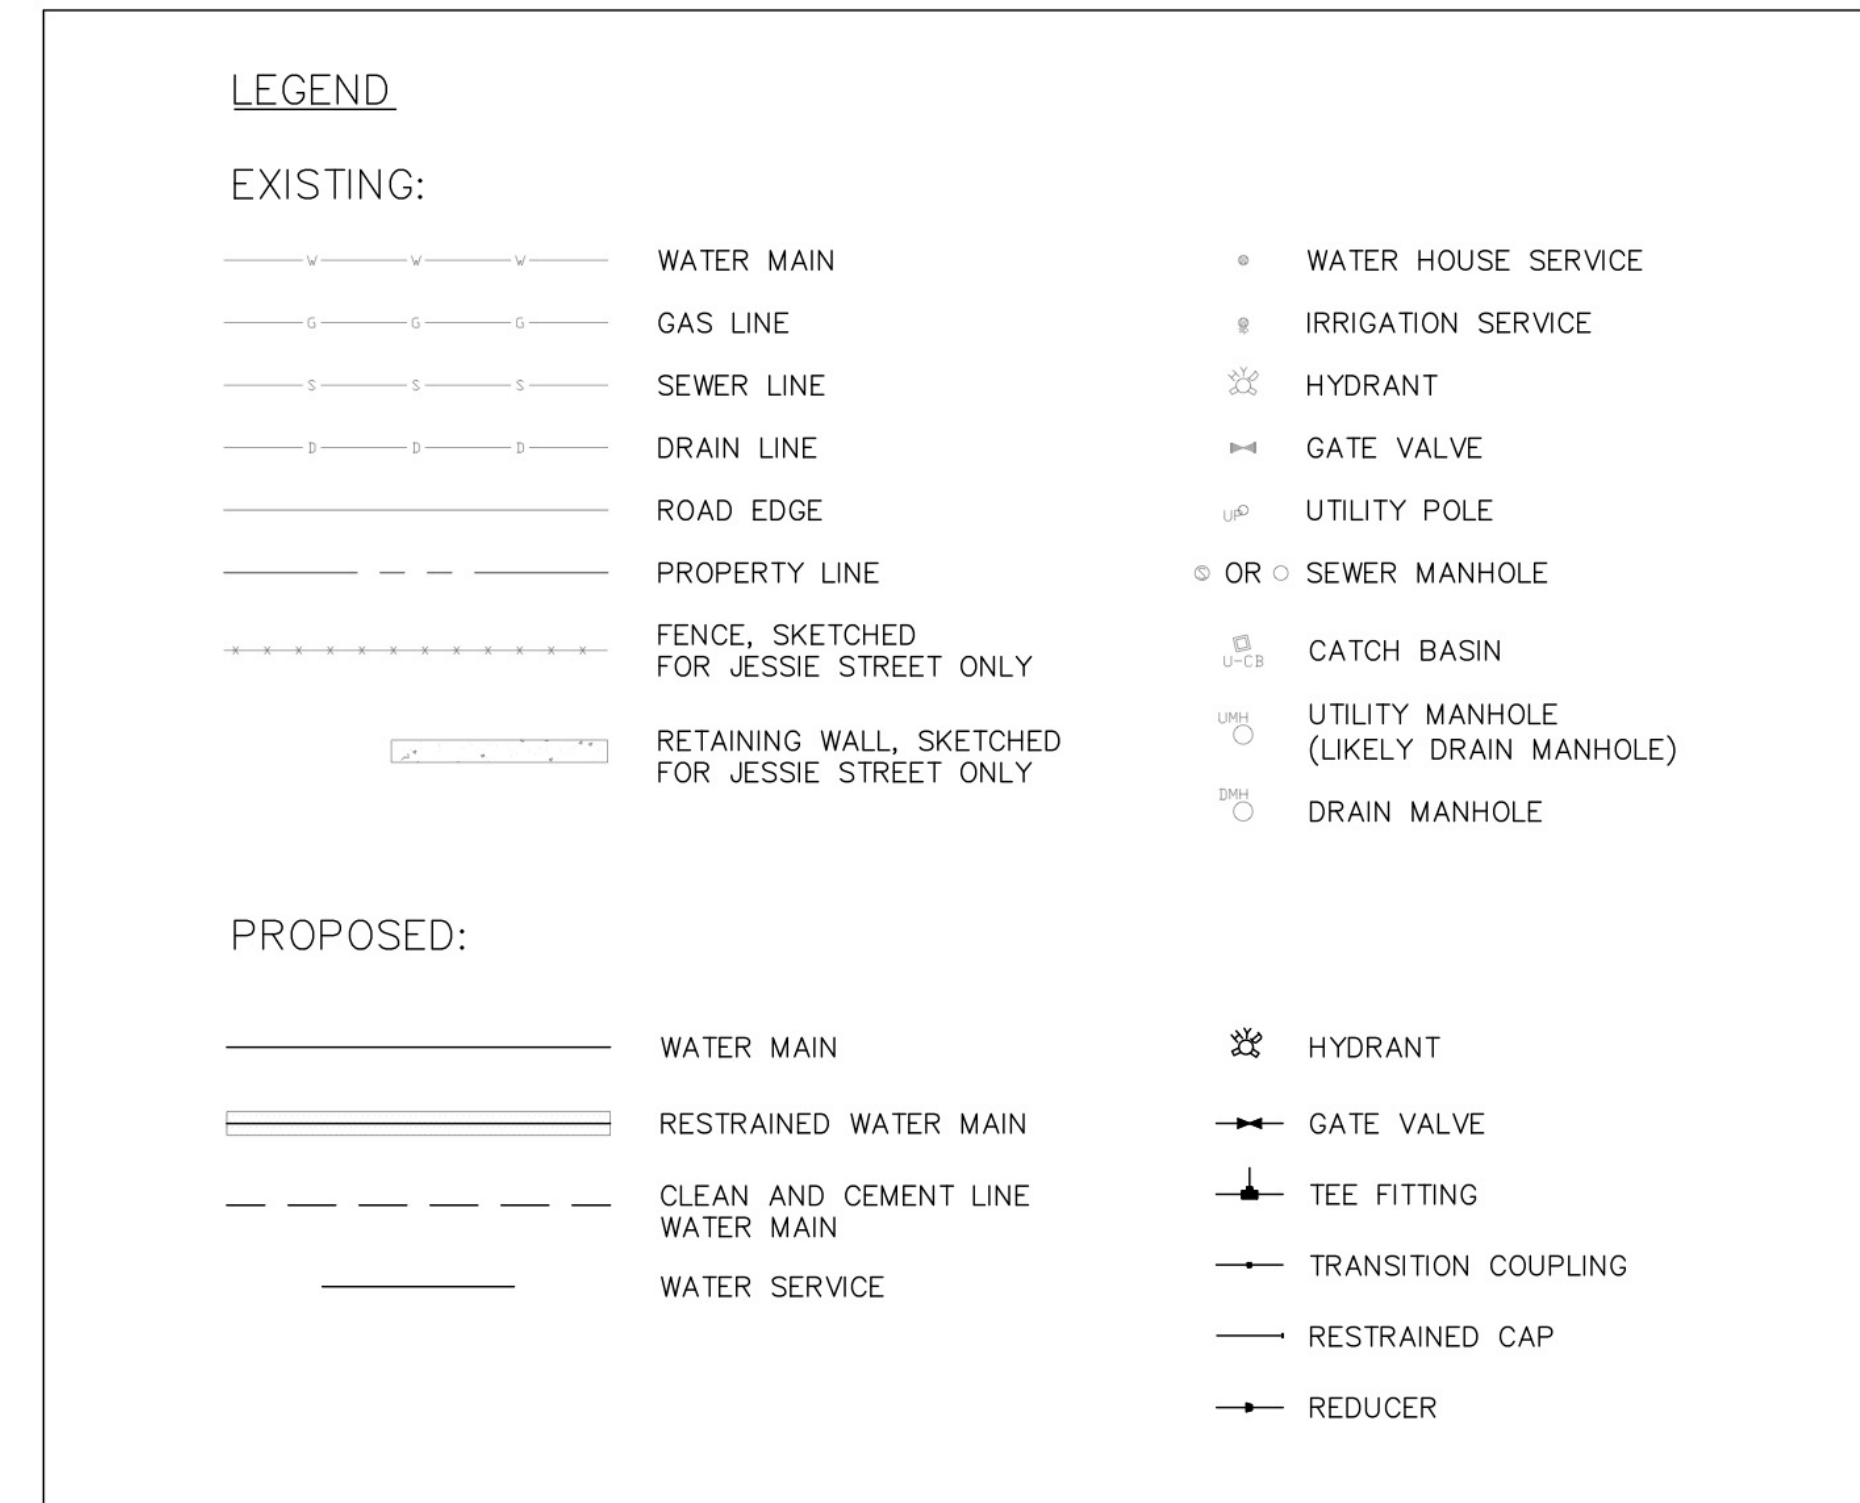 LEGEND
EXISTING:
W W W WATER MAIN
G G G GAS LINE
S S S SEWER LINE
D D D DRAIN LINE
ROAD EDGE
PROPERTY LINE
x x x x x x x x x x x x FENCE, SKETCHED
FOR JESSIE STREET ONLY
RETAINING WALL, SKETCHED
FOR JESSIE STREET ONLY
WATER HOUSE SERVICE
IRRIGATION SERVICE
HY HYDRANT
GATE VALVE
UP UTILITY POLE
S OR SEWER MANHOLE
U-CB CATCH BASIN
UMH UTILITY MANHOLE
(LIKELY DRAIN MANHOLE)
DMH DRAIN MANHOLE
PROPOSED:
WATER MAIN
RESTRAINED WATER MAIN
CLEAN AND CEMENT LINE
WATER MAIN
WATER SERVICE
HY HYDRANT
GATE VALVE
TEE FITTING
TRANSITION COUPLING
RESTRAINED CAP
REDUCER